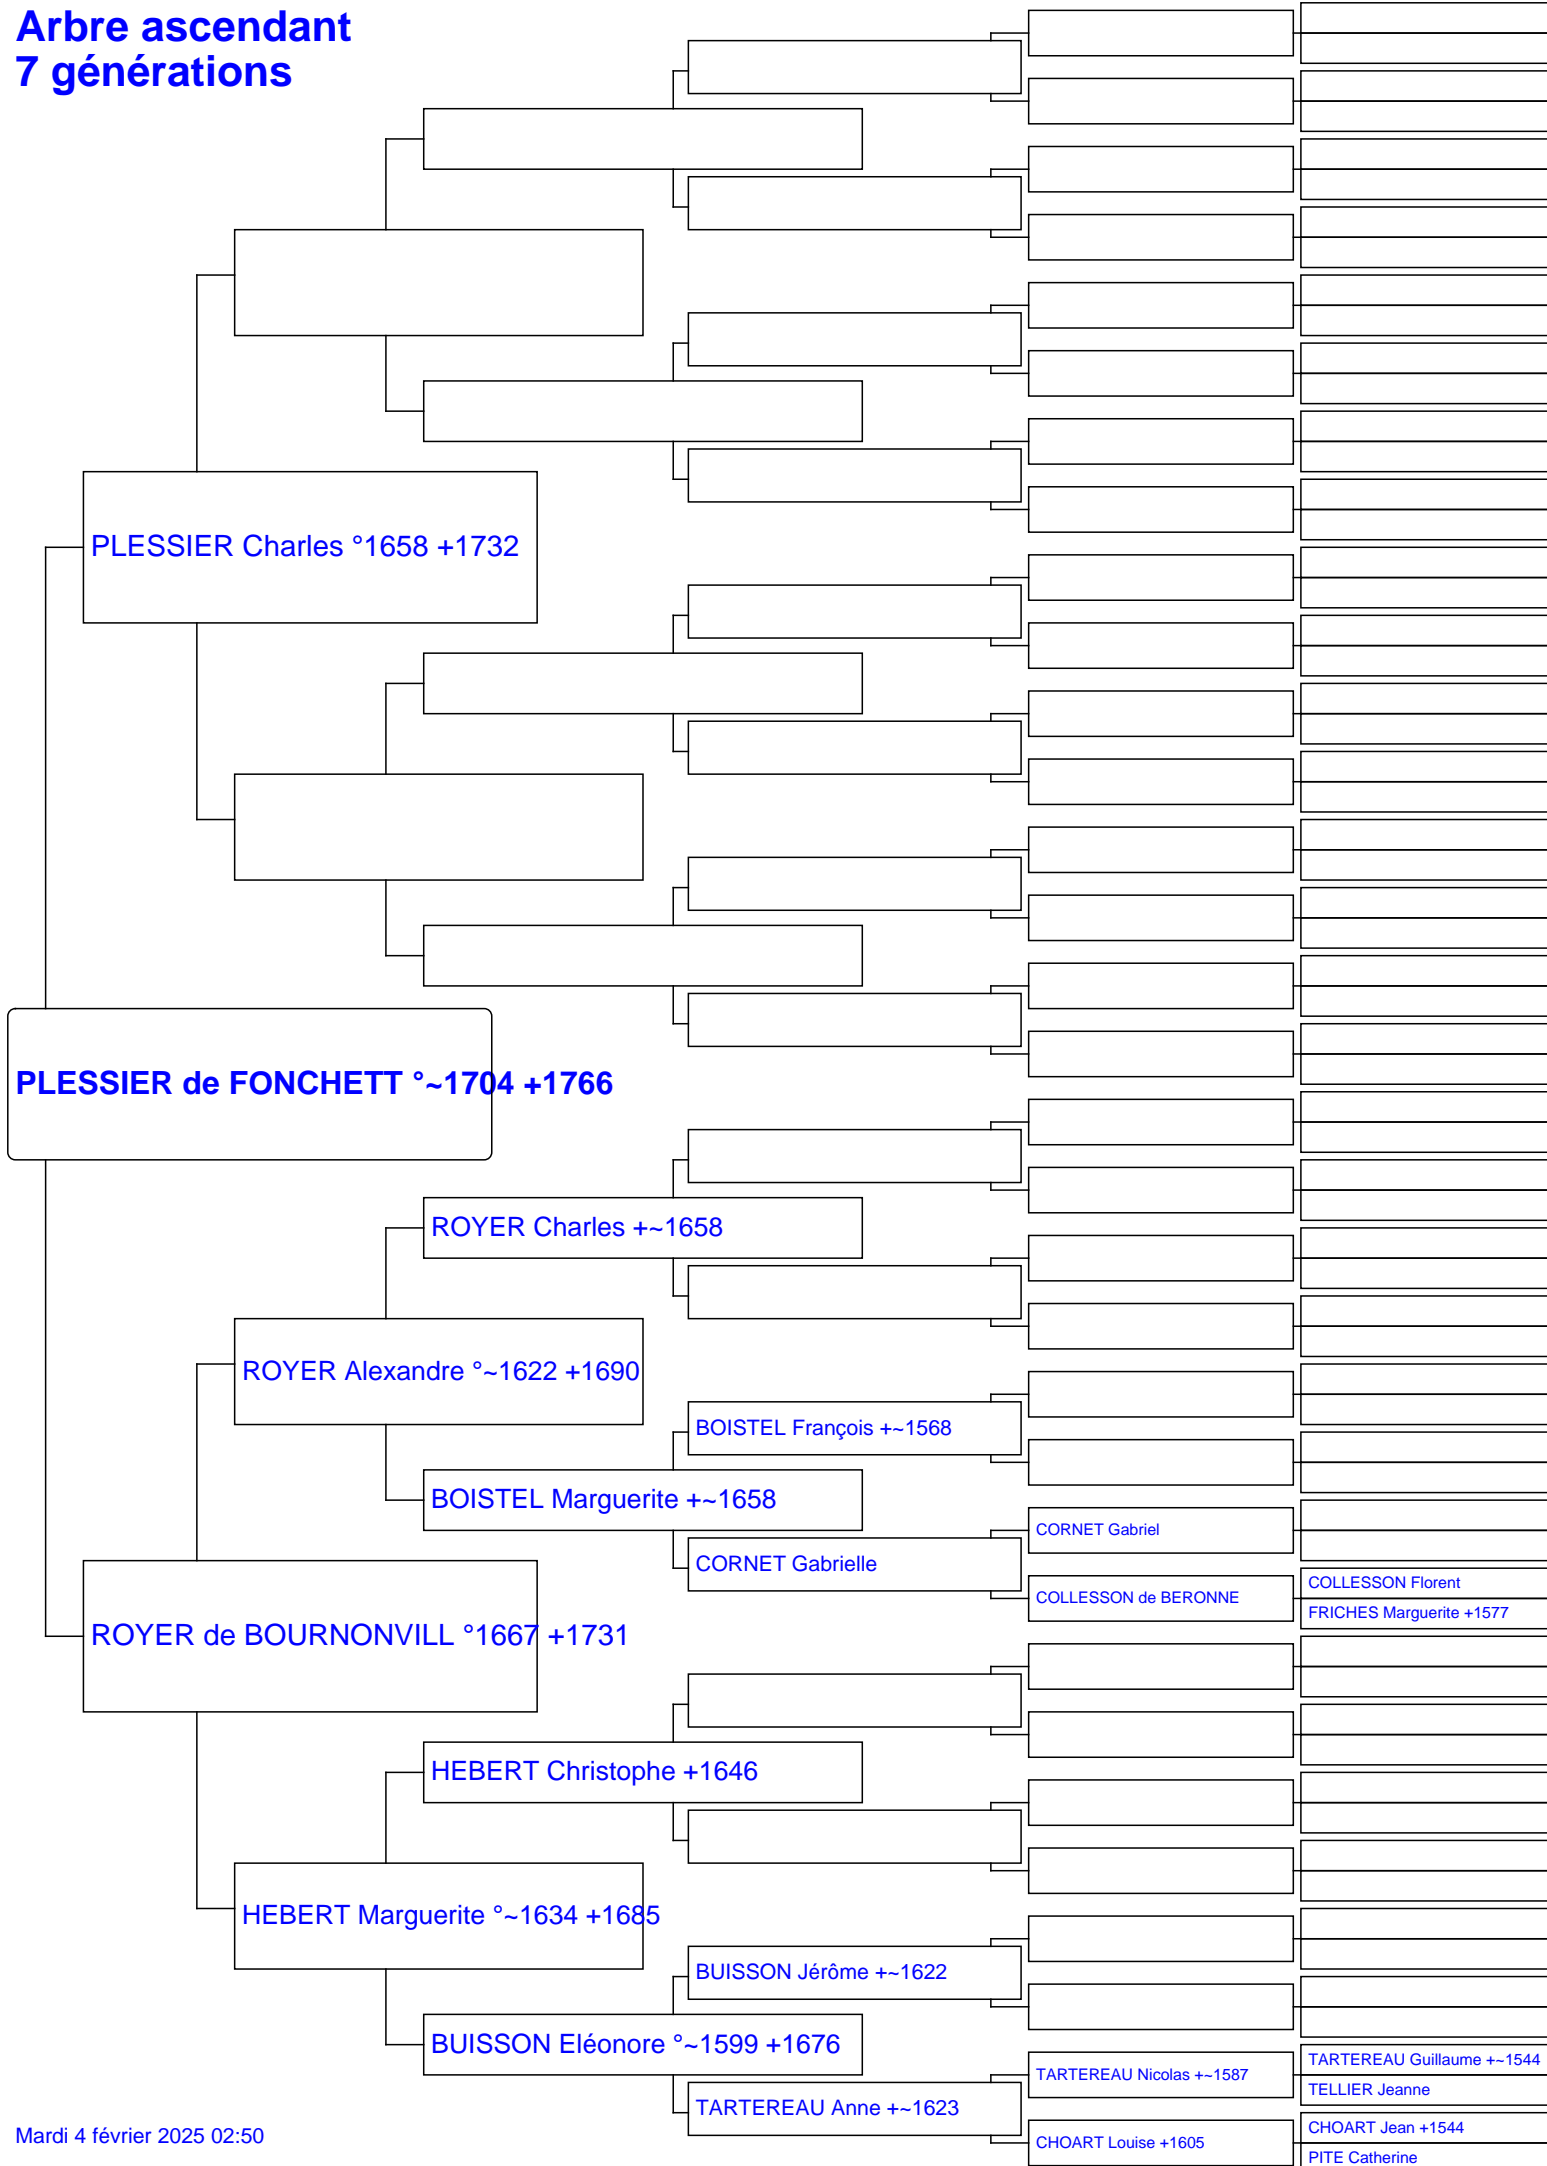 Arbre ascendant
7 générations
PLESSIER Charles °1658 +1732
PLESSIER de FONCHETT °~1704 +1766
ROYER Charles +~1658
ROYER Alexandre °~1622 +1690
BOISTEL François +~1568
BOISTEL Marguerite +~1658
CORNET Gabriel
CORNET Gabrielle
COLLESSON Florent
COLLESSON de BERONNE
FRICHES Marguerite +1577
ROYER de BOURNONVILL °1667 +1731
HEBERT Christophe +1646
HEBERT Marguerite °~1634 +1685
BUISSON Jérôme +~1622
BUISSON Eléonore °~1599 +1676
TARTEREAU Guillaume +~1544
TARTEREAU Nicolas +~1587
TELLIER Jeanne
TARTEREAU Anne +~1623
CHOART Jean +1544
CHOART Louise +1605
PITE Catherine
Mardi 4 février 2025 02:50